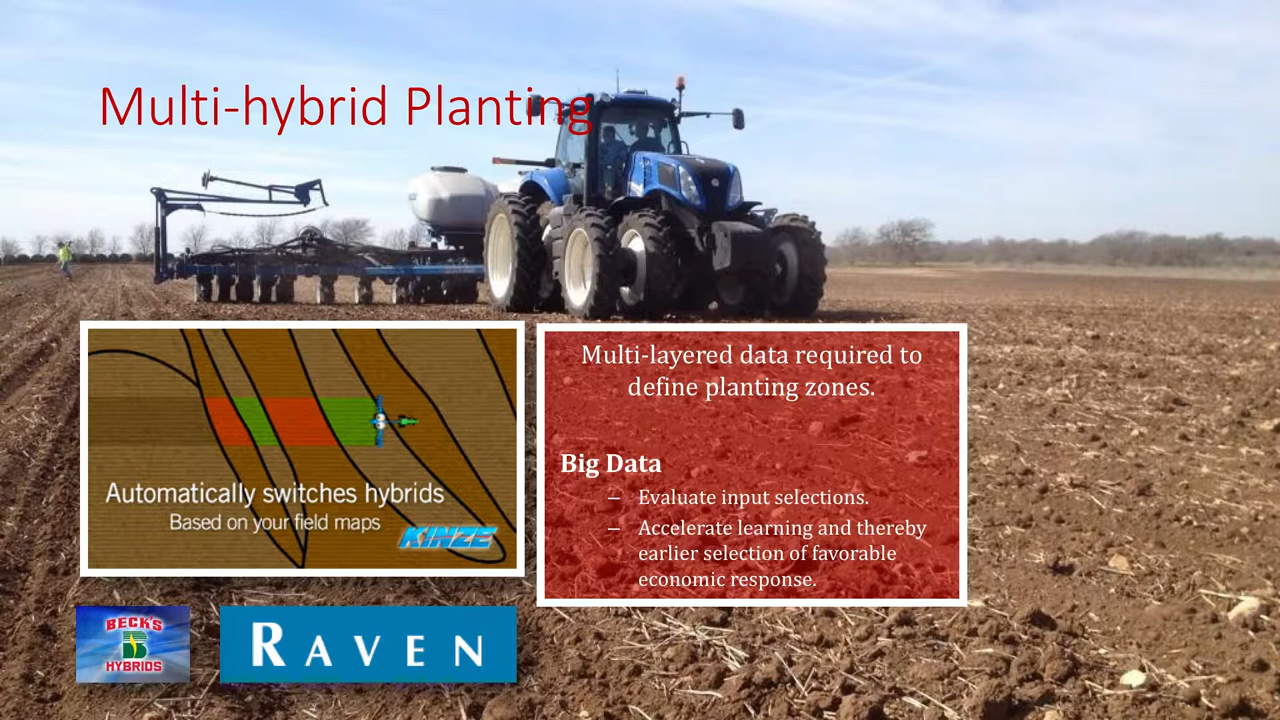 Multi-hybrid Planting
Automatically switches hybrids
Based on your field maps
KINZE
Multi-layered data required to
define planting zones.
Big Data
– Evaluate input selections.
– Accelerate learning and thereby
earlier selection of favorable
economic response.
BECK'S
B
HYBRIDS
RAVEN